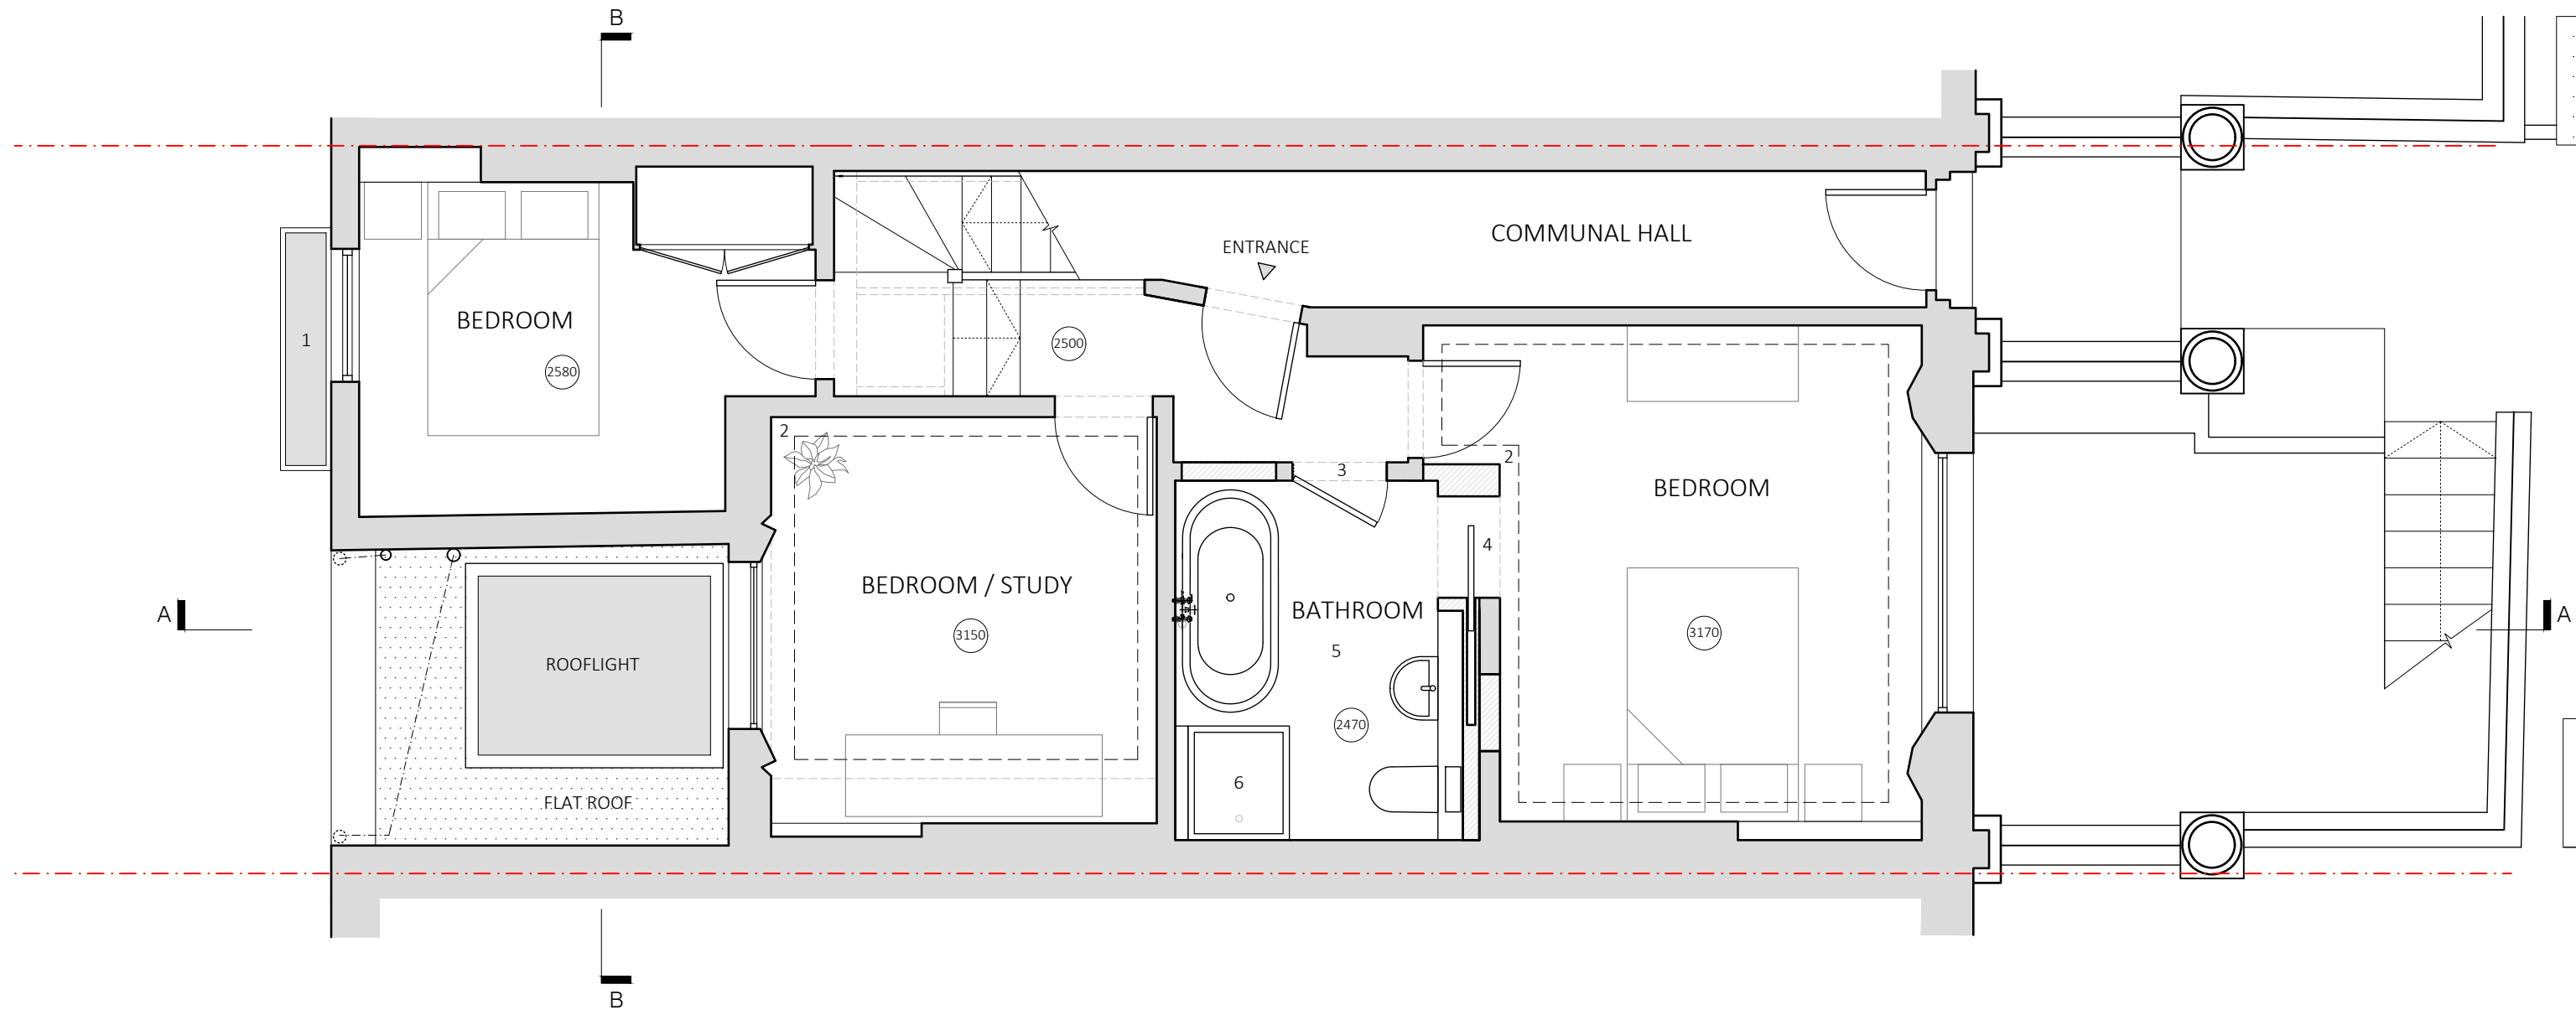 B
COMMUNAL HALL
ENTRANCE
BEDROOM
1
2500
2580
2
2
3
BEDROOM
4
BEDROOM / STUDY
BATHROOM
A
A
3150
3170
5
ROOFLIGHT
2470
6
FLAT ROOF
B